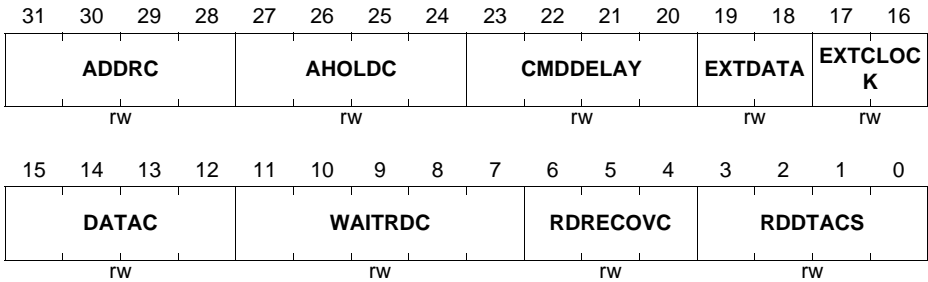 31 30 29 28 27 26 25 24 23 22 21 20 19 18 17 16
ADDRC AHOLDC CMDDELAY EXTDATA EXTCLOC
K
rw rw rw rw rw
15 14 13 12 11 10 9 8 7 6 5 4 3 2 1 0
DATAC WAITRDC RDRECOVC RDDTACS
rw rw rw rw